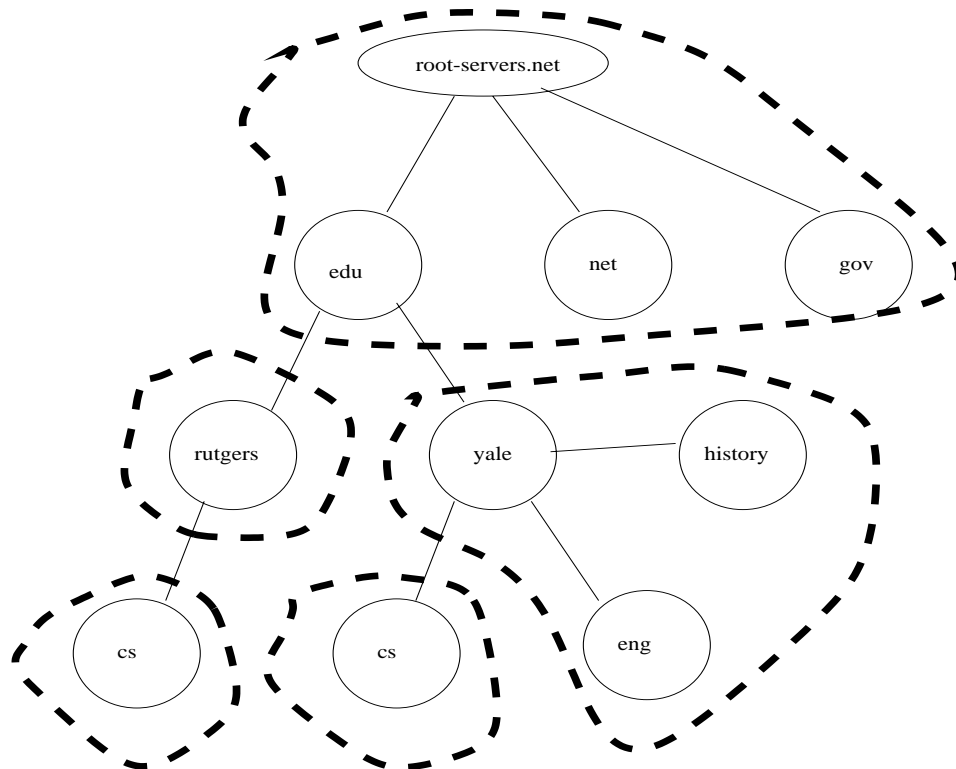 root-servers.net
edu
net
gov
rutgers
yale
history
cs
cs
eng